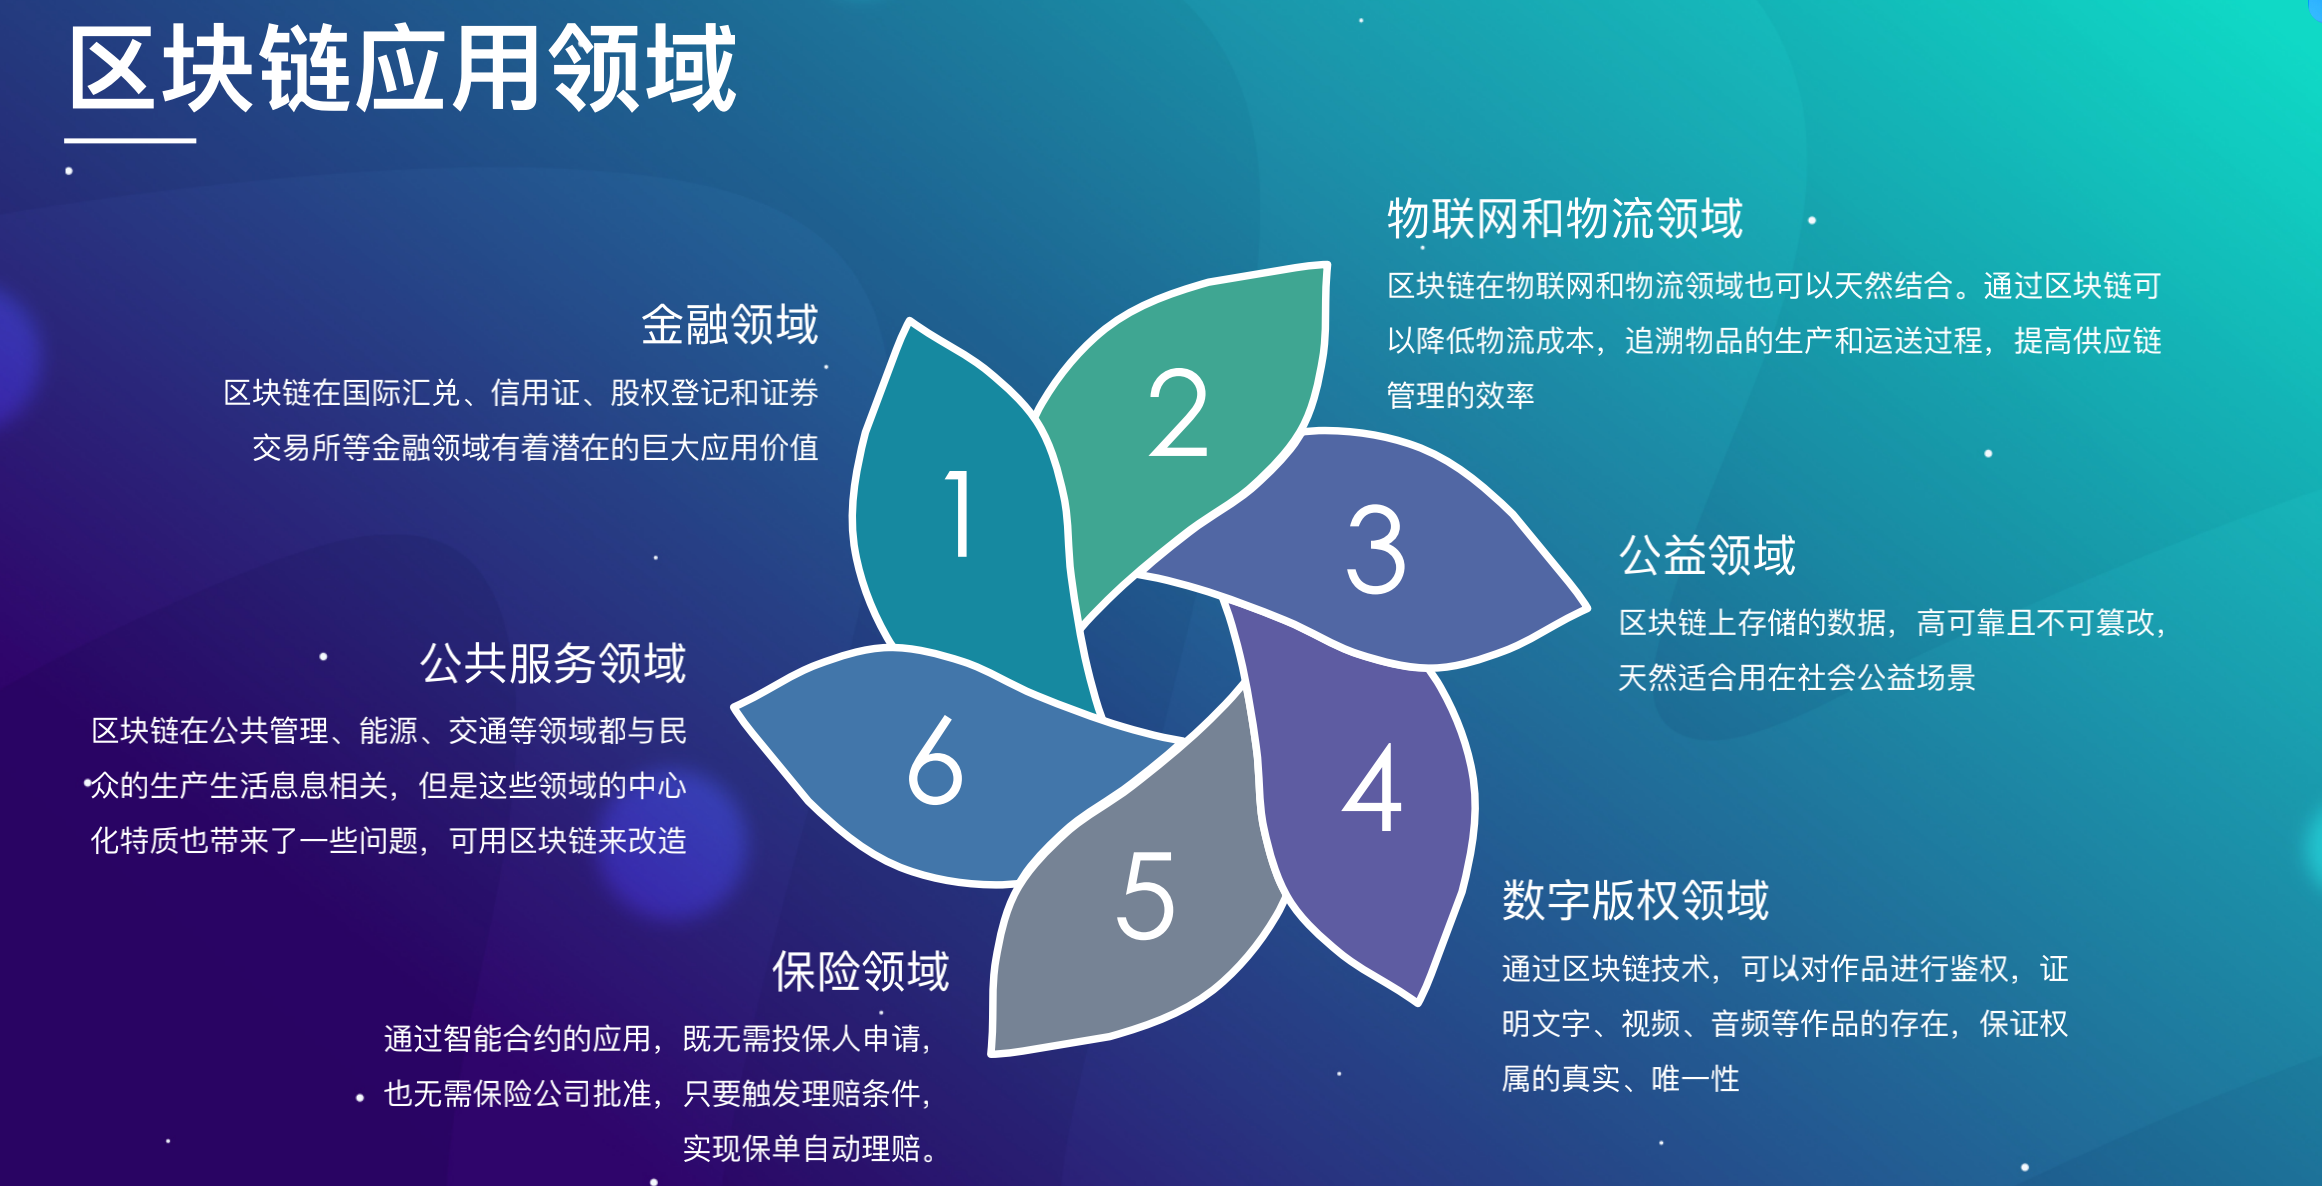 区块链应用领域
金融领域
区块链在国际汇兑、信用证、股权登记和证券
交易所等金融领域有着潜在的巨大应用价值
1
物联网和物流领域
区块链在物联网和物流领域也可以天然结合。通过区块链可
以降低物流成本，追溯物品的生产和运送过程，提高供应链
管理的效率
2
公益领域
区块链上存储的数据，高可靠且不可篡改，
天然适合用在社会公益场景
3
数字版权领域
通过区块链技术，可以对作品进行鉴权，证
明文字、视频、音频等作品的存在，保证权
属的真实、唯一性
4
保险领域
通过智能合约的应用，既无需投保人申请，
也无需保险公司批准，只要触发理赔条件，
实现保单自动理赔。
5
公共服务领域
区块链在公共管理、能源、交通等领域都与民
众的生产生活息息相关，但是这些领域的中心
化特质也带来了一些问题，可用区块链来改造
6